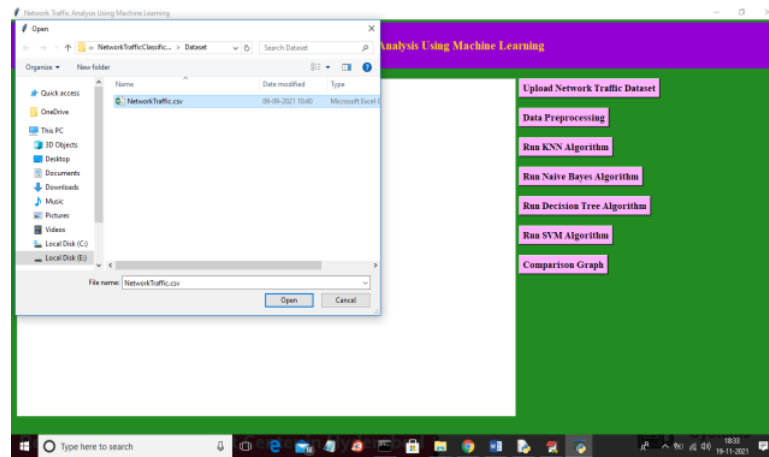 Network Traffic Analysis Using Machine Learning
Open
« NetworkTrafficClassific... > Dataset
Search Dataset
Analysis Using Machine Learning
Organize
New folder
Name
Date modified
Type
Quick access
OneDrive
This PC
3D Objects
Desktop
Documents
Downloads
Music
Pictures
Videos
Local Disk (C:)
Local Disk (E:)
NetworkTraffic.csv
09-09-2021 10:40
Microsoft Excel C
File name:
NetworkTraffic.csv
Open
Cancel
Upload Network Traffic Dataset
Data Preprocessing
Run KNN Algorithm
Run Naive Bayes Algorithm
Run Decision Tree Algorithm
Run SVM Algorithm
Comparison Graph
Type here to search
18:33
19-11-2021